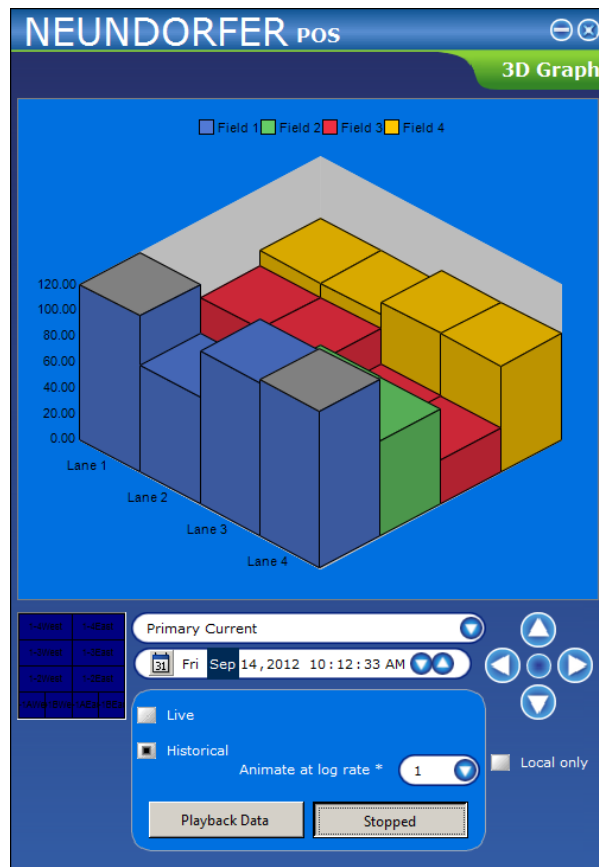 NEUNDORFER POS
3D Graph
Field 1 Field 2 Field 3 Field 4
120.00
100.00
80.00
60.00
40.00
20.00
0.00
Lane 1
Lane 2
Lane 3
Lane 4
Primary Current
31 Fri Sep 14, 2012 10:12:33 AM
Live
Historical
Animate at log rate * 1
Local only
Playback Data Stopped